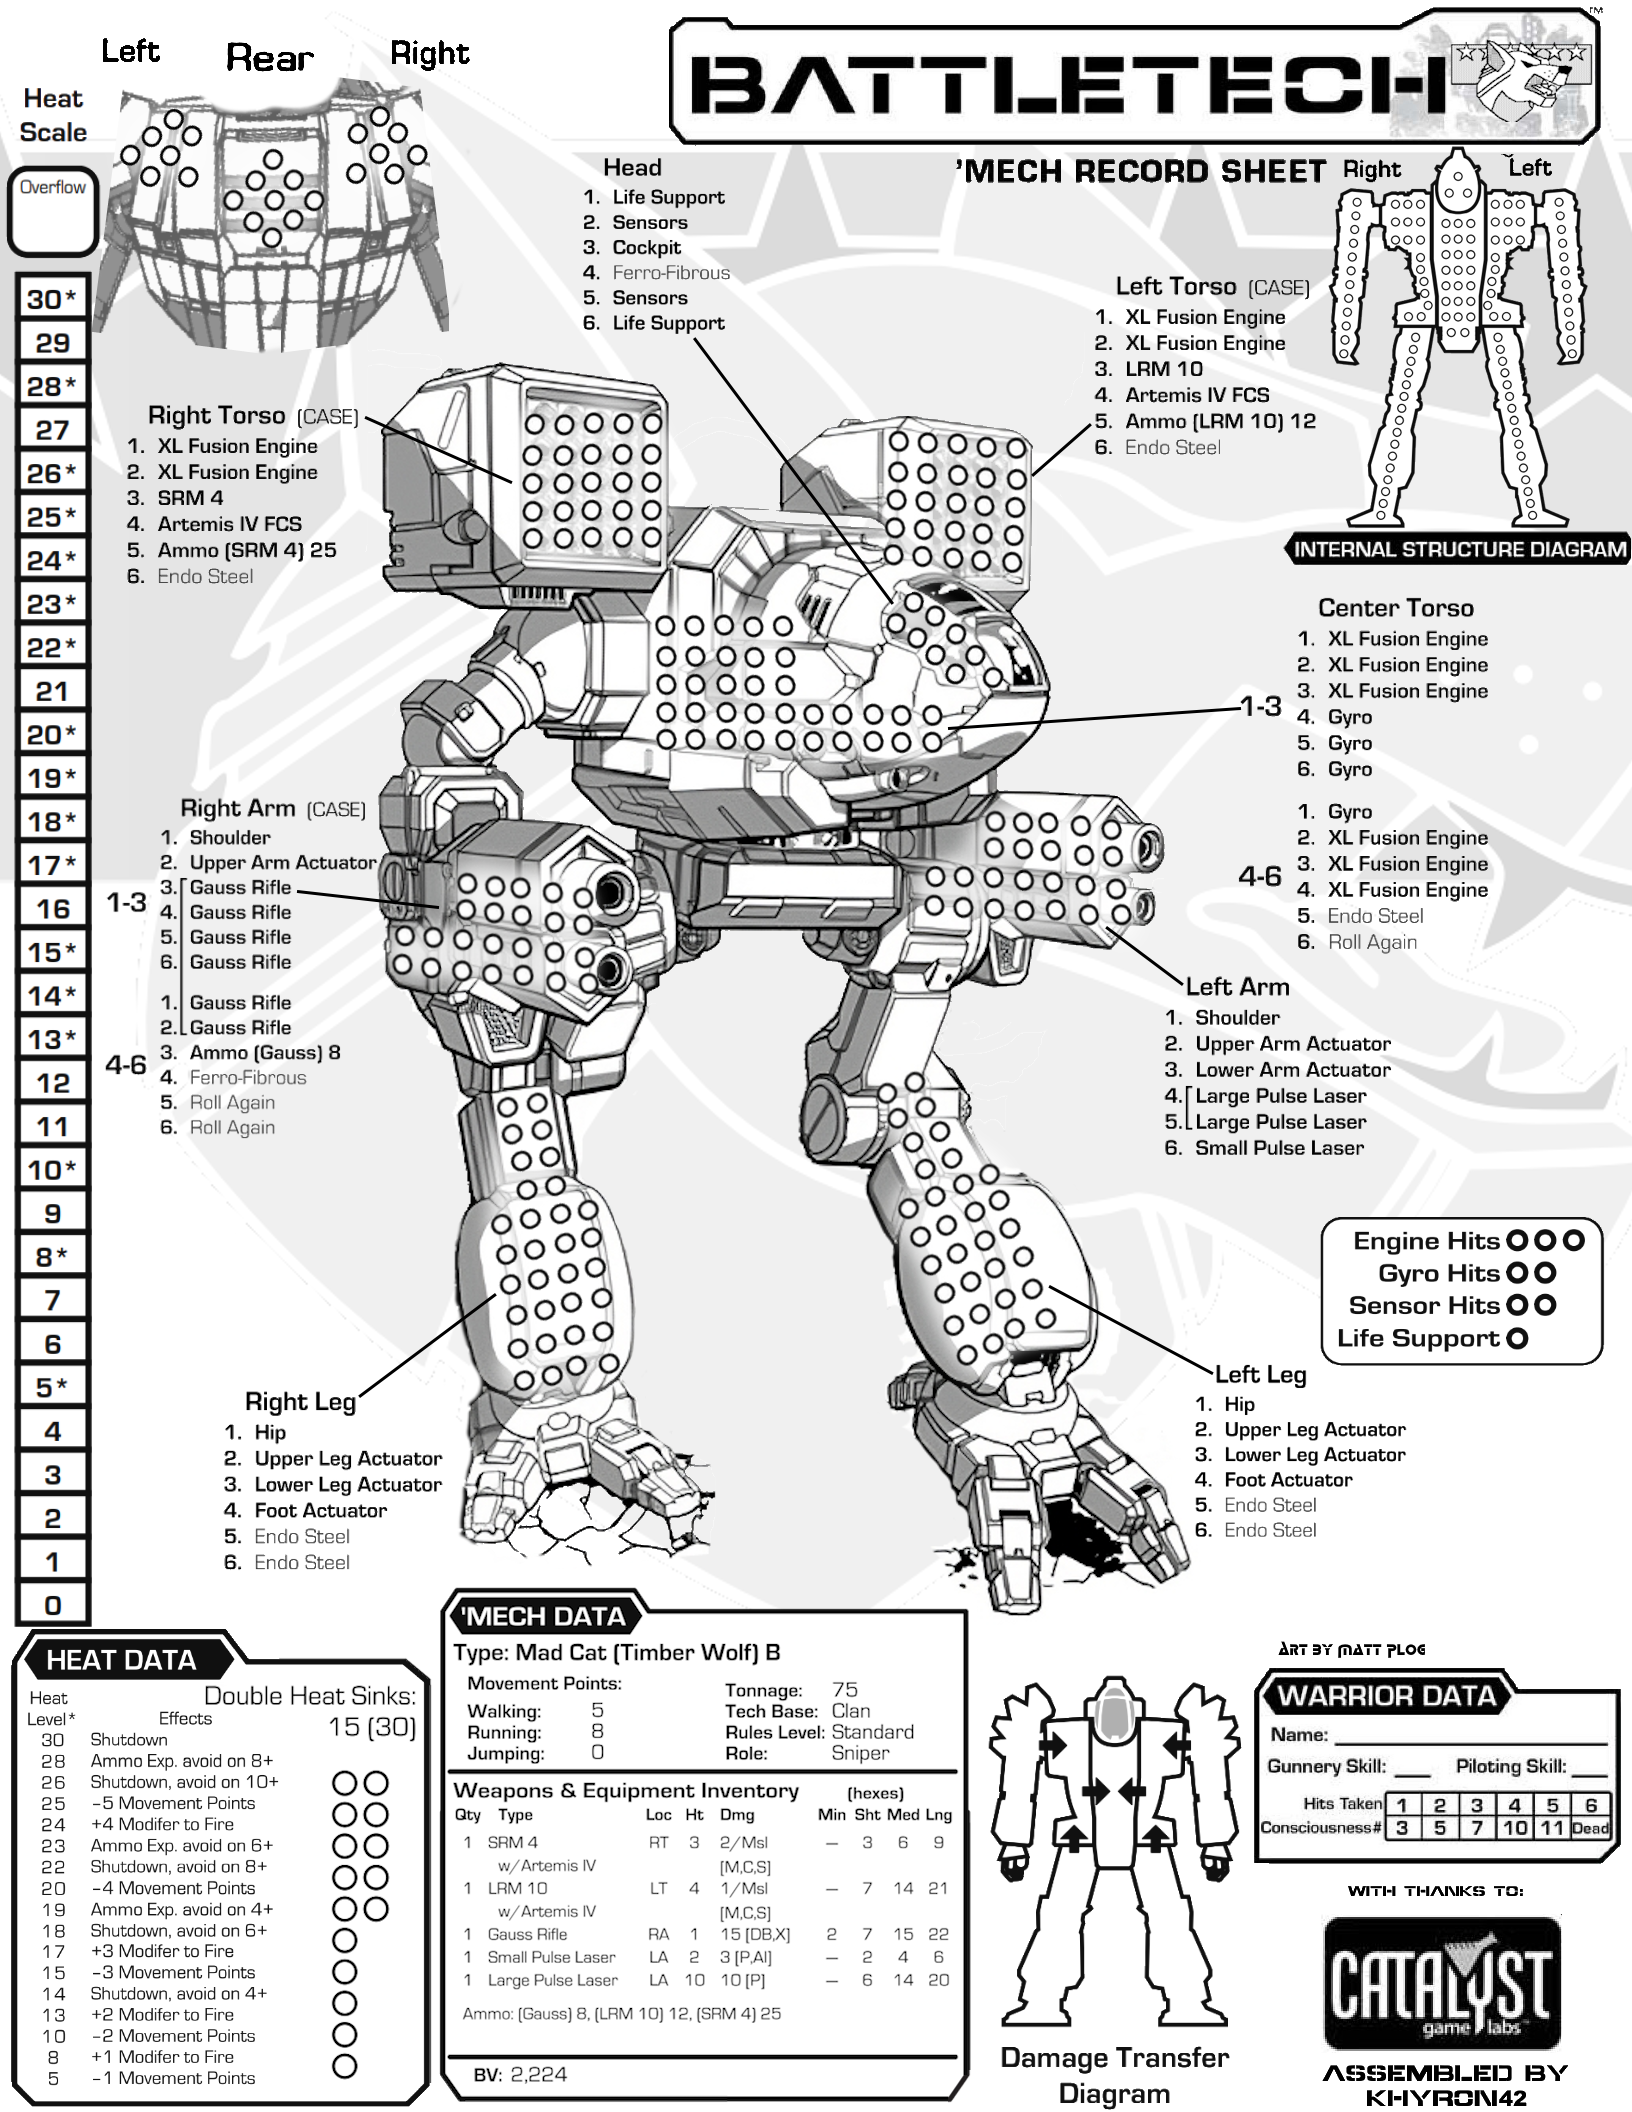 Left Rear Right
BATTLETECH
TM
'MECH RECORD SHEET
Heat
Scale
Overflow
30*
29
28*
27
26*
25*
24*
23*
22*
21
20*
19*
18*
17*
16
15*
14*
13*
12
11
10*
9
8*
7
6
5*
4
3
2
1
0
Head
1. Life Support
2. Sensors
3. Cockpit
4. Ferro-Fibrous
5. Sensors
6. Life Support
Right Left
INTERNAL STRUCTURE DIAGRAM
Left Torso (CASE)
1. XL Fusion Engine
2. XL Fusion Engine
3. LRM 10
4. Artemis IV FCS
5. Ammo (LRM 10) 12
6. Endo Steel
Right Torso (CASE)
1. XL Fusion Engine
2. XL Fusion Engine
3. SRM 4
4. Artemis IV FCS
5. Ammo (SRM 4) 25
6. Endo Steel
Center Torso
1-3
1. XL Fusion Engine
2. XL Fusion Engine
3. XL Fusion Engine
4. Gyro
5. Gyro
6. Gyro
4-6
1. Gyro
2. XL Fusion Engine
3. XL Fusion Engine
4. XL Fusion Engine
5. Endo Steel
6. Roll Again
Right Arm (CASE)
1-3
1. Shoulder
2. Upper Arm Actuator
3. Gauss Rifle
4. Gauss Rifle
5. Gauss Rifle
6. Gauss Rifle
4-6
1. Gauss Rifle
2. Gauss Rifle
3. Ammo (Gauss) 8
4. Ferro-Fibrous
5. Roll Again
6. Roll Again
Left Arm
1. Shoulder
2. Upper Arm Actuator
3. Lower Arm Actuator
4. Large Pulse Laser
5. Large Pulse Laser
6. Small Pulse Laser
Engine Hits
Gyro Hits
Sensor Hits
Life Support
Right Leg
1. Hip
2. Upper Leg Actuator
3. Lower Leg Actuator
4. Foot Actuator
5. Endo Steel
6. Endo Steel
Left Leg
1. Hip
2. Upper Leg Actuator
3. Lower Leg Actuator
4. Foot Actuator
5. Endo Steel
6. Endo Steel
HEAT DATA
Double Heat Sinks:
15 (30)
Heat
Level* Effects
30 Shutdown
28 Ammo Exp. avoid on 8+
26 Shutdown, avoid on 10+
25 -5 Movement Points
24 +4 Modifer to Fire
23 Ammo Exp. avoid on 6+
22 Shutdown, avoid on 8+
20 -4 Movement Points
19 Ammo Exp. avoid on 4+
18 Shutdown, avoid on 6+
17 +3 Modifer to Fire
15 -3 Movement Points
14 Shutdown, avoid on 4+
13 +2 Modifer to Fire
10 -2 Movement Points
8 +1 Modifer to Fire
5 -1 Movement Points
'MECH DATA
Type: Mad Cat (Timber Wolf) B
Movement Points:
Walking: 5
Running: 8
Jumping: 0
Tonnage: 75
Tech Base: Clan
Rules Level: Standard
Role: Sniper
Weapons & Equipment Inventory (hexes)
Qty Type Loc Ht Dmg Min Sht Med Lng
1 SRM 4 RT 3 2/Msl — 3 6 9
w/Artemis IV [M,C,S]
1 LRM 10 LT 4 1/Msl — 7 14 21
w/Artemis IV [M,C,S]
1 Gauss Rifle RA 1 15 [DB,X] 2 7 15 22
1 Small Pulse Laser LA 2 3 [P,AI] — 2 4 6
1 Large Pulse Laser LA 10 10 [P] — 6 14 20
Ammo: (Gauss) 8, (LRM 10) 12, (SRM 4) 25
BV: 2,224
Damage Transfer
Diagram
ART BY MATT PLOG
WARRIOR DATA
Name:
Gunnery Skill: Piloting Skill:
Hits Taken 1 2 3 4 5 6
Consciousness# 3 5 7 10 11 Dead
WITH THANKS TO:
CATALYST
game labs
ASSEMBLED BY
KHYRON42